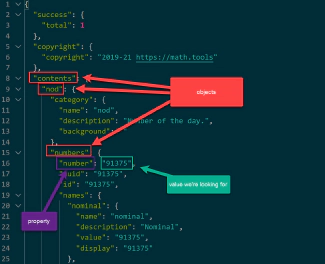 1 {
2 "success": {
3 "total": 1
4 },
5 "copyright": {
6 "copyright": "2019-21 https://math.tools"
7 },
8 "contents": {
9 "nod": {
10 "category": {
11 "name": "nod",
12 "description": "Number of the day.",
13 "background":
14 },
15 "numbers": {
16 "number": "91375",
17 "uuid": "91375",
18 "id": "91375",
19 "names": {
20 "nominal": {
21 "name": "nominal",
22 "description": "Nominal",
23 "value": "91375",
24 "display": "91375"
25 },
objects
value we're looking for
property